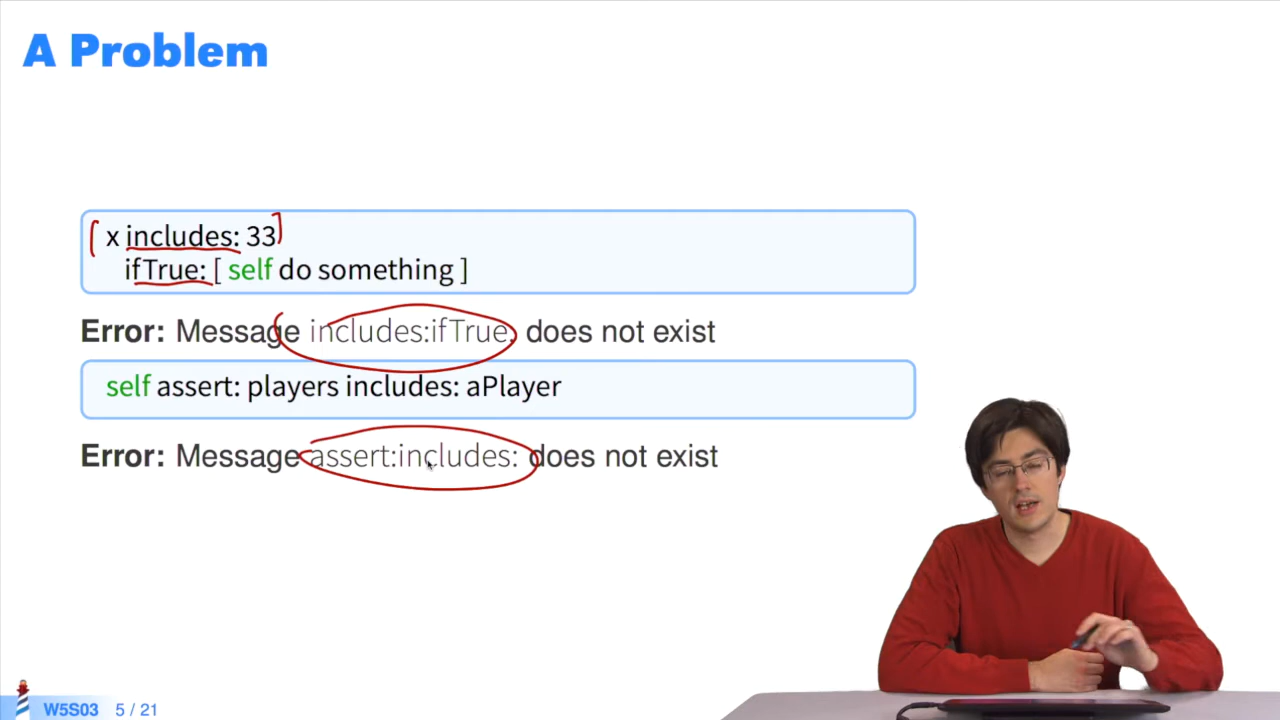 A Problem
x includes: 33
ifTrue: [ self do something ]
Error: Message includes:ifTrue: does not exist
self assert: players includes: aPlayer
Error: Message assert:includes: does not exist
W5S03 5 / 21